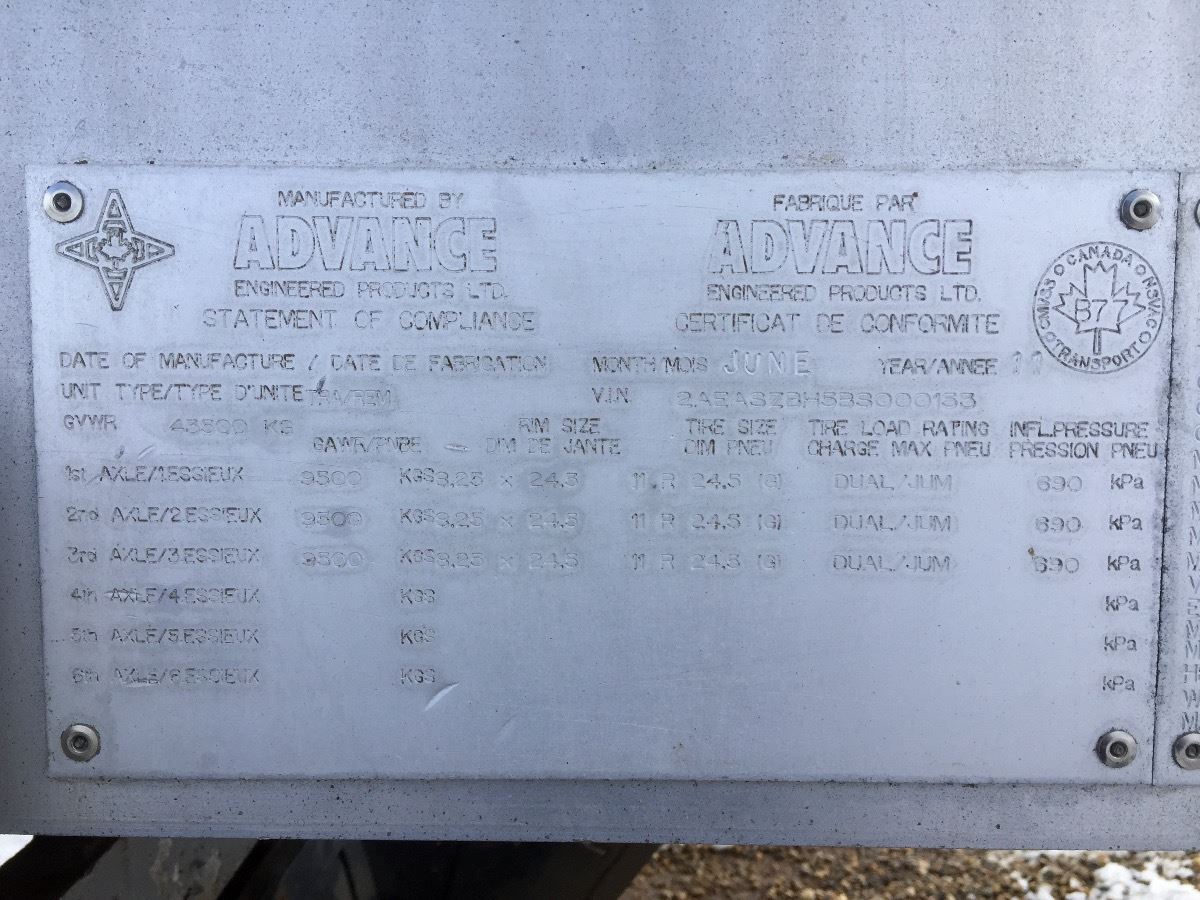 MANUFACTURED BY
ADVANCE
ENGINEERED PRODUCTS LTD.
STATEMENT OF COMPLIANCE
FABRIQUE PAR
ADVANCE
ENGINEERED PRODUCTS LTD.
CERTIFICAT DE CONFORMITE
CANADA
NSVAC
TRANSPORT
CMVSS
B77
DATE OF MANUFACTURE / DATE DE FABRICATION MONTH/MOIS JUNE YEAR/ANNEE 11
UNIT TYPE/TYPE D'UNITE TRA/REM V.I.N.
GVWR KG RIM SIZE TIRE SIZE TIRE LOAD RATING INFL.PRESSURE
GAWR/PNBE DIM DE JANTE DIM PNEU CHARGE MAX PNEU PRESSION PNEU
1st AXLE/1.ESSIEUX 9500 KGS 8.25 x 24.5 11 R 24.5 (G) DUAL/JUM 690 kPa
2nd AXLE/2.ESSIEUX 9500 KGS 8.25 x 24.5 11 R 24.5 (G) DUAL/JUM 690 kPa
3rd AXLE/3.ESSIEUX 9500 KGS 8.25 x 24.5 11 R 24.5 (G) DUAL/JUM 690 kPa
4th AXLE/4.ESSIEUX KGS kPa
5th AXLE/5.ESSIEUX KGS kPa
6th AXLE/6.ESSIEUX KGS kPa